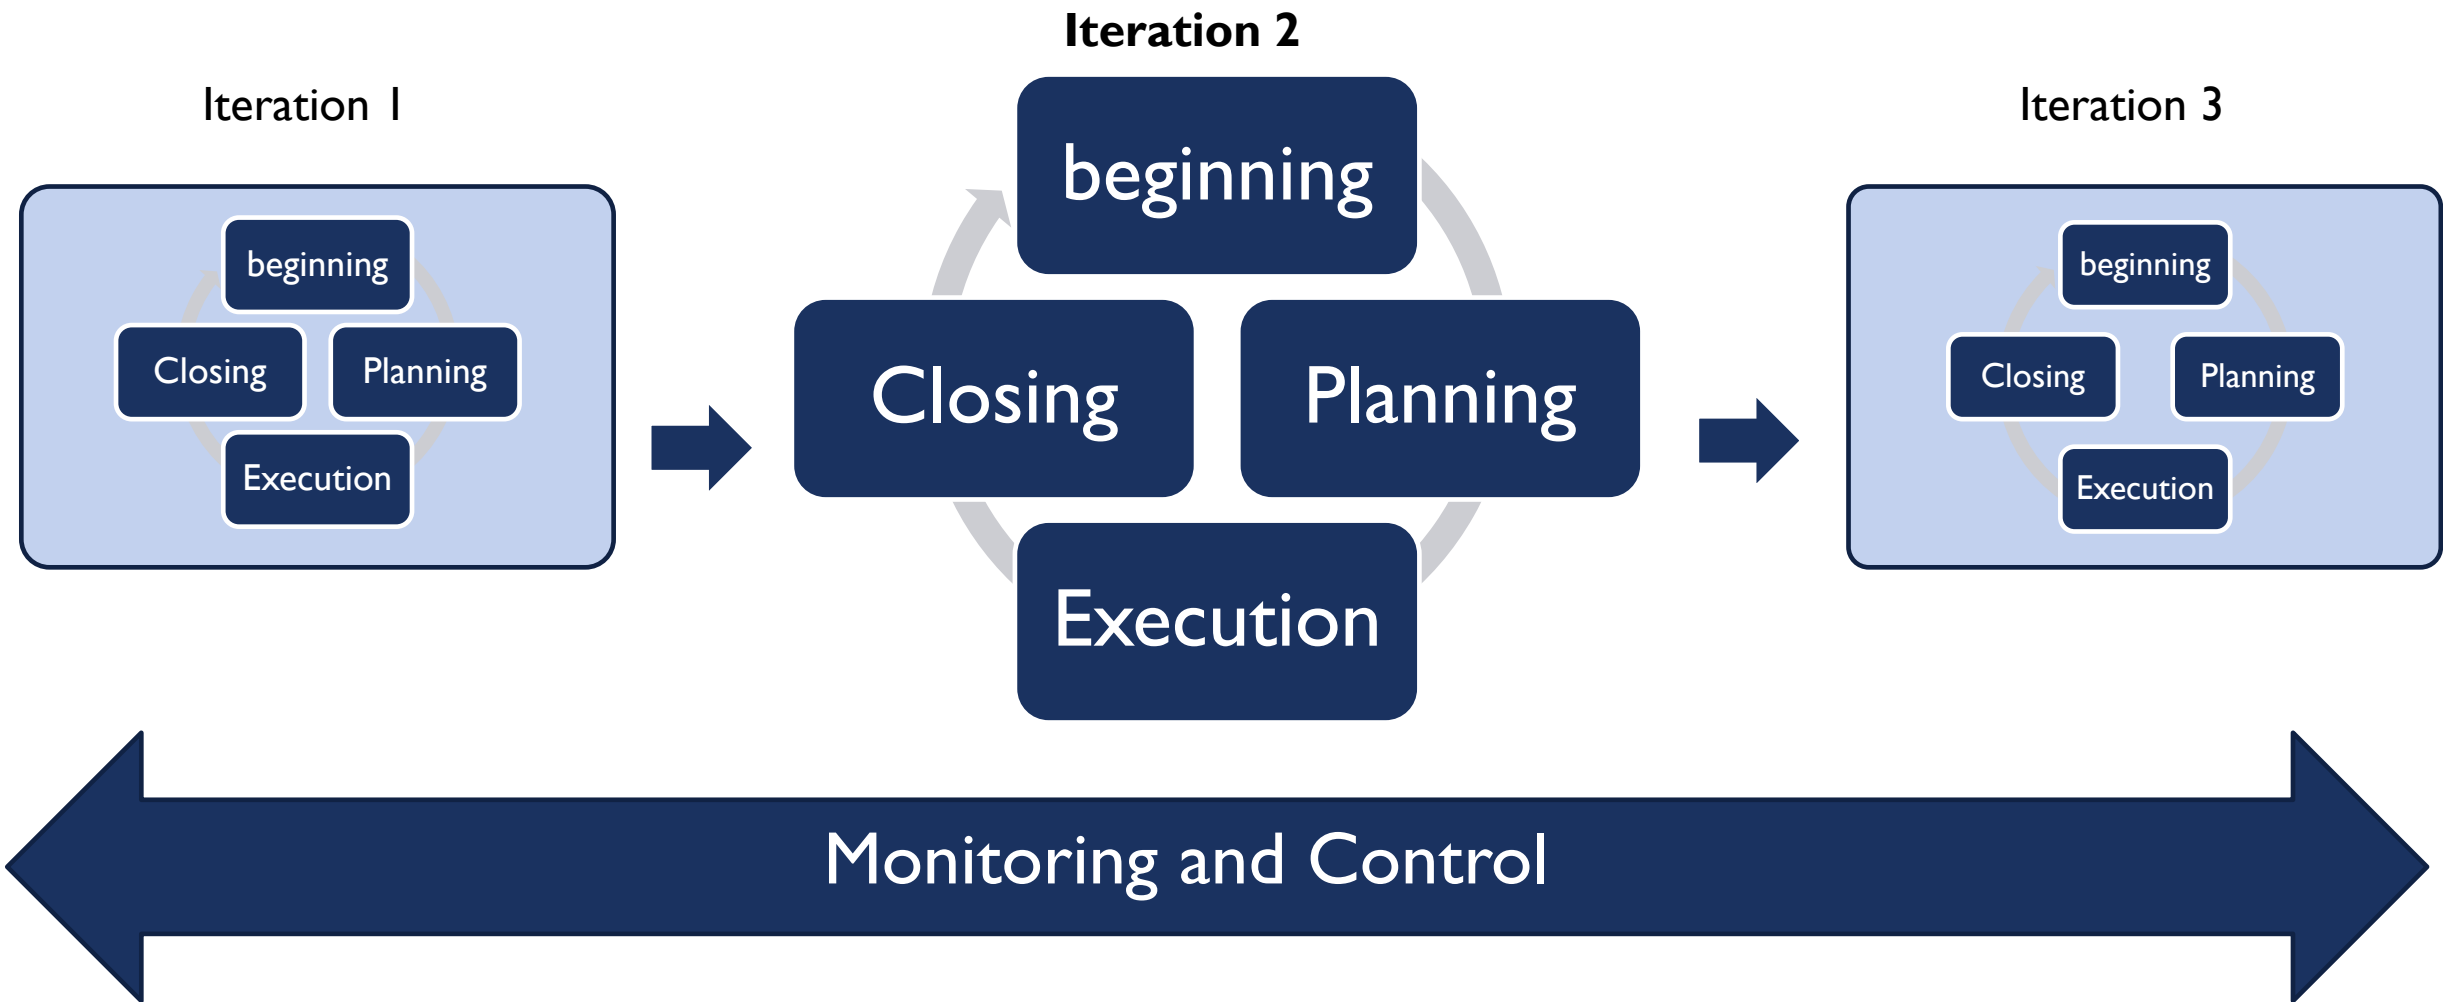 Iteration 2
Iteration 1
Iteration 3
beginning
Closing
Planning
Execution
beginning
Closing
Planning
Execution
beginning
Closing
Planning
Execution
Monitoring and Control